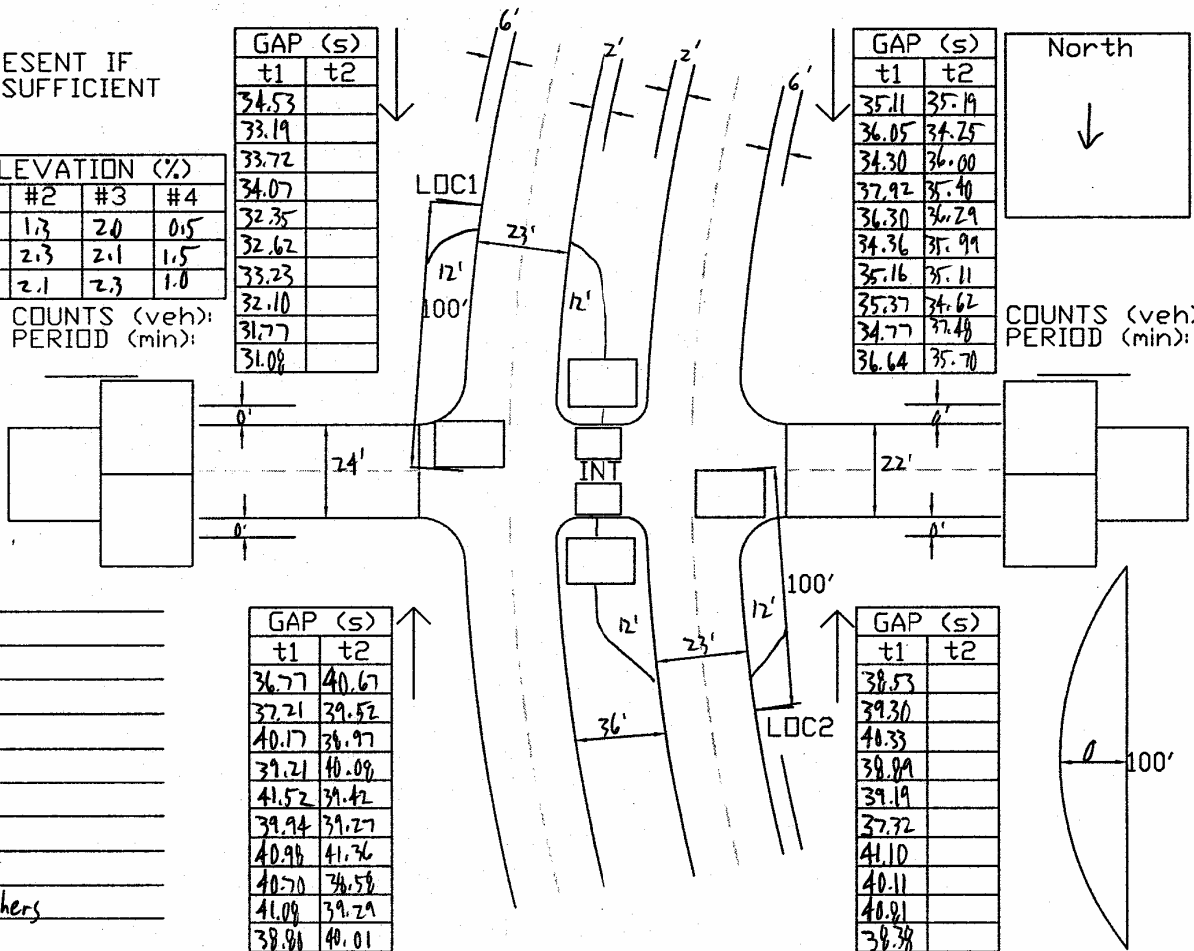 ESENT IF
SUFFICIENT
LEVATION (%)
#2 #3 #4
1.3 2.0 0.5
2.3 2.1 1.5
2.1 2.3 1.0
COUNTS (veh):
PERIOD (min):
GAP (s)
t1 t2
34.53
33.19
33.72
34.07
32.35
32.62
33.23
32.10
31.77
31.08
6'
2'
2'
6'
LOC1
23'
12'
100'
12'
GAP (s)
t1 t2
35.11 35.19
36.05 34.25
34.30 36.00
37.92 35.40
36.30 36.29
34.36 35.99
35.16 35.11
35.37 34.62
34.77 37.48
36.64 35.70
North
COUNTS (veh)
PERIOD (min):
0'
24'
0'
INT
0'
22'
0'
GAP (s)
t1 t2
36.77 40.67
37.21 39.52
40.17 38.97
39.21 40.08
41.52 39.42
39.94 39.27
40.98 41.36
40.70 38.58
41.08 39.29
38.80 40.01
12'
23'
36'
12'
100'
LOC2
GAP (s)
t1 t2
38.53
39.30
40.33
38.89
39.19
37.32
41.10
40.11
40.81
38.38
0 100'
hers